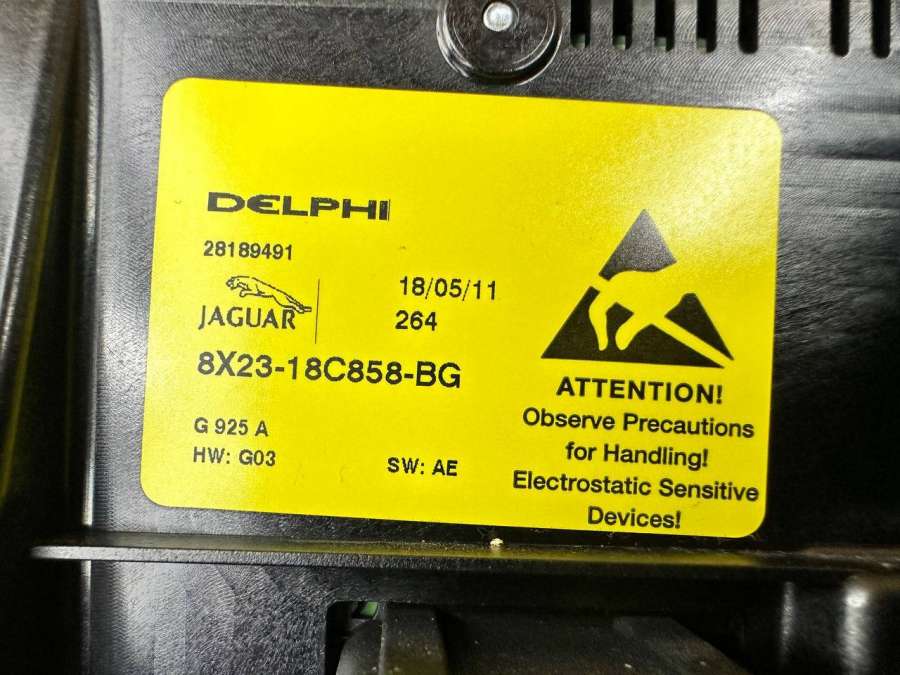 DELPHI
28189491
JAGUAR
18/05/11
264
8X23-18C858-BG
G 925 A
HW: G03
SW: AE
ATTENTION!
Observe Precautions
for Handling!
Electrostatic Sensitive
Devices!